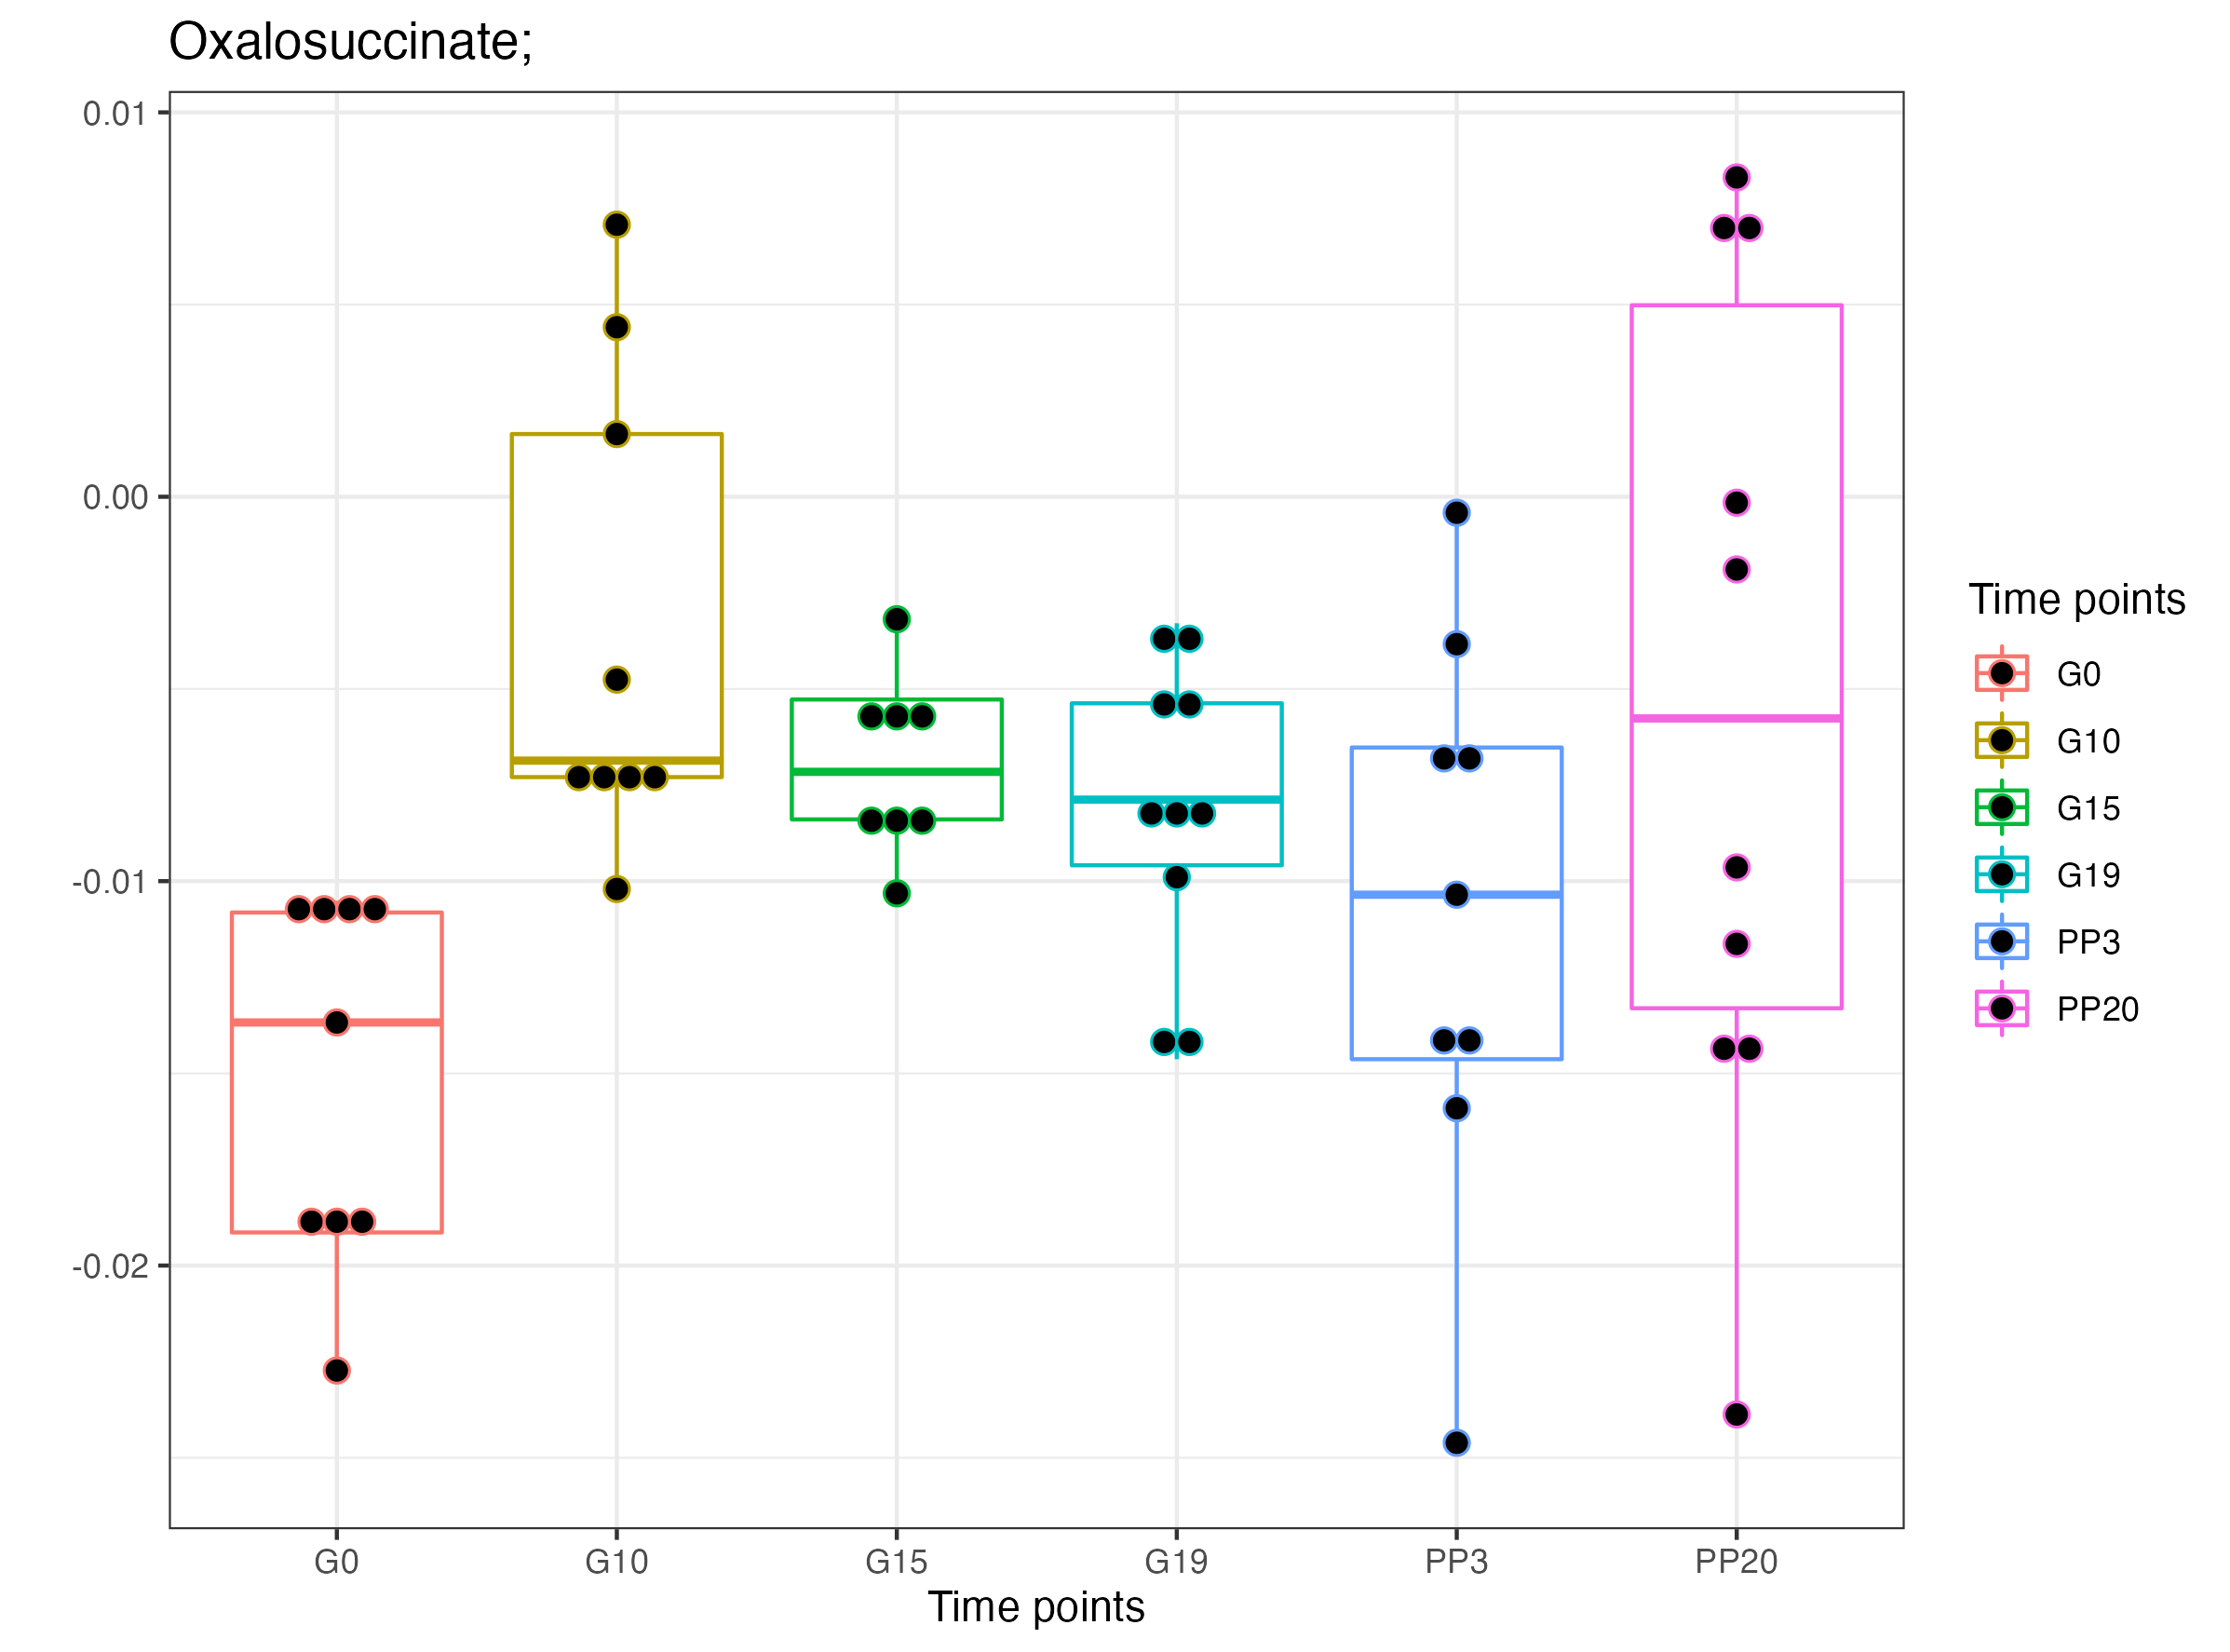 Oxalosuccinate;
0.01
0.00
-0.01
-0.02
G0 G10 G15 G19 PP3 PP20
Time points
Time points
G0
G10
G15
G19
PP3
PP20